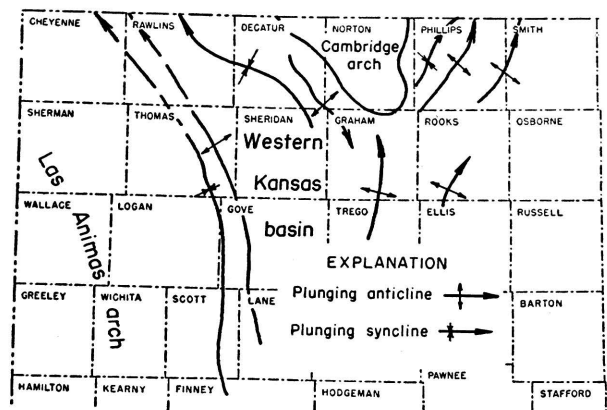 CHEYENNE
RAWLINS
DECATUR
NORTON
PHILLIPS
SMITH
Cambridge
arch
SHERMAN
THOMAS
SHERIDAN
GRAHAM
ROOKS
OSBORNE
Western
Kansas
basin
Las
Animas
arch
WALLACE
LOGAN
GOVE
TREGO
ELLIS
RUSSELL
EXPLANATION
Plunging anticline
Plunging syncline
GREELEY
WICHITA
SCOTT
LANE
BARTON
PAWNEE
HAMILTON
KEARNY
FINNEY
HODGEMAN
STAFFORD